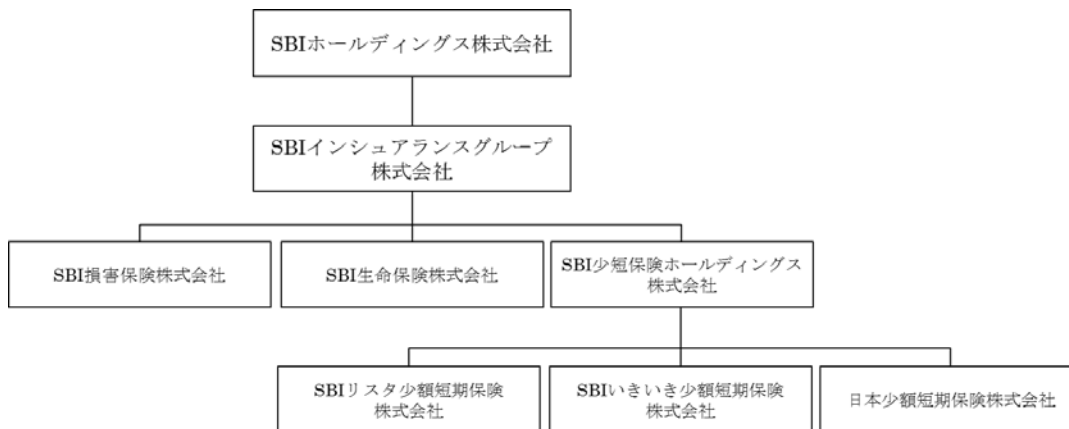 SBIホールディングス株式会社
SBIインシュアランスグループ
株式会社
SBI損害保険株式会社
SBI生命保険株式会社
SBI少短保険ホールディングス
株式会社
SBIリスタ少額短期保険
株式会社
SBIいきいき少額短期保険
株式会社
日本少額短期保険株式会社